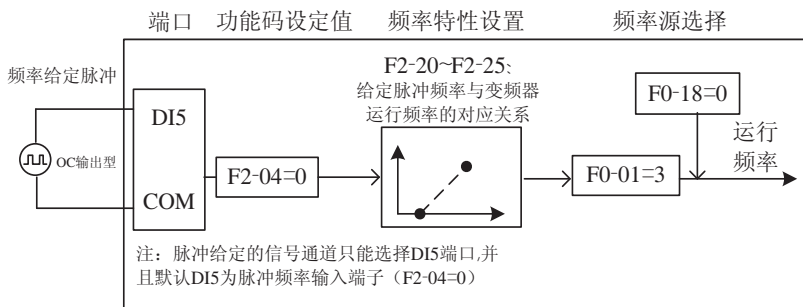 端口
功能码设定值
频率特性设置
频率源选择
频率给定脉冲
F2-20~F2-25、
给定脉冲频率与变频器
运行频率的对应关系
F0-18=0
DI5
运行
频率
OC输出型
F2-04=0
F0-01=3
COM
注：脉冲给定的信号通道只能选择DI5端口,并
且默认DI5为脉冲频率输入端子（F2-04=0）